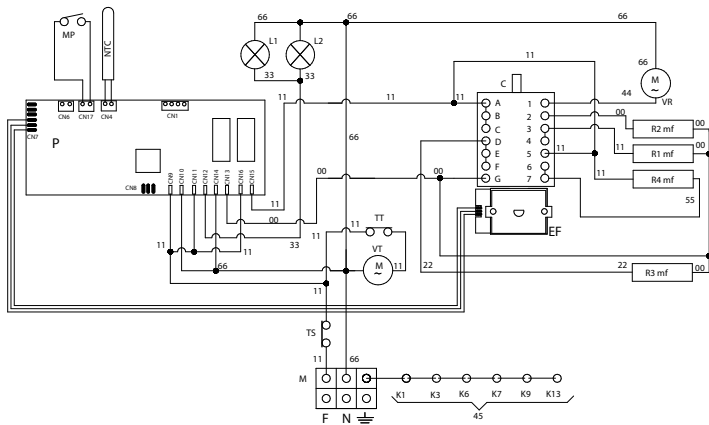 66
66
66
MP
NTC
L1
L2
33
33
11
66
M
~
VR
44
C
11
11
11
A
B
C
D
E
F
G
1
2
3
4
5
6
7
00
R2 mf
00
11
R1 mf
00
11
11
R4 mf
55
CN6
CN17
CN4
CN1
CN7
P
CN8
CN9
CN10
CN11
CN12
CN14
CN13
CN16
CN15
66
00
00
11
00
11
33
11
11
66
11
TT
VT
M
~
11
11
EF
22
22
R3 mf
00
TS
11
66
M
F
N
K1
K3
K6
K7
K9
K13
45